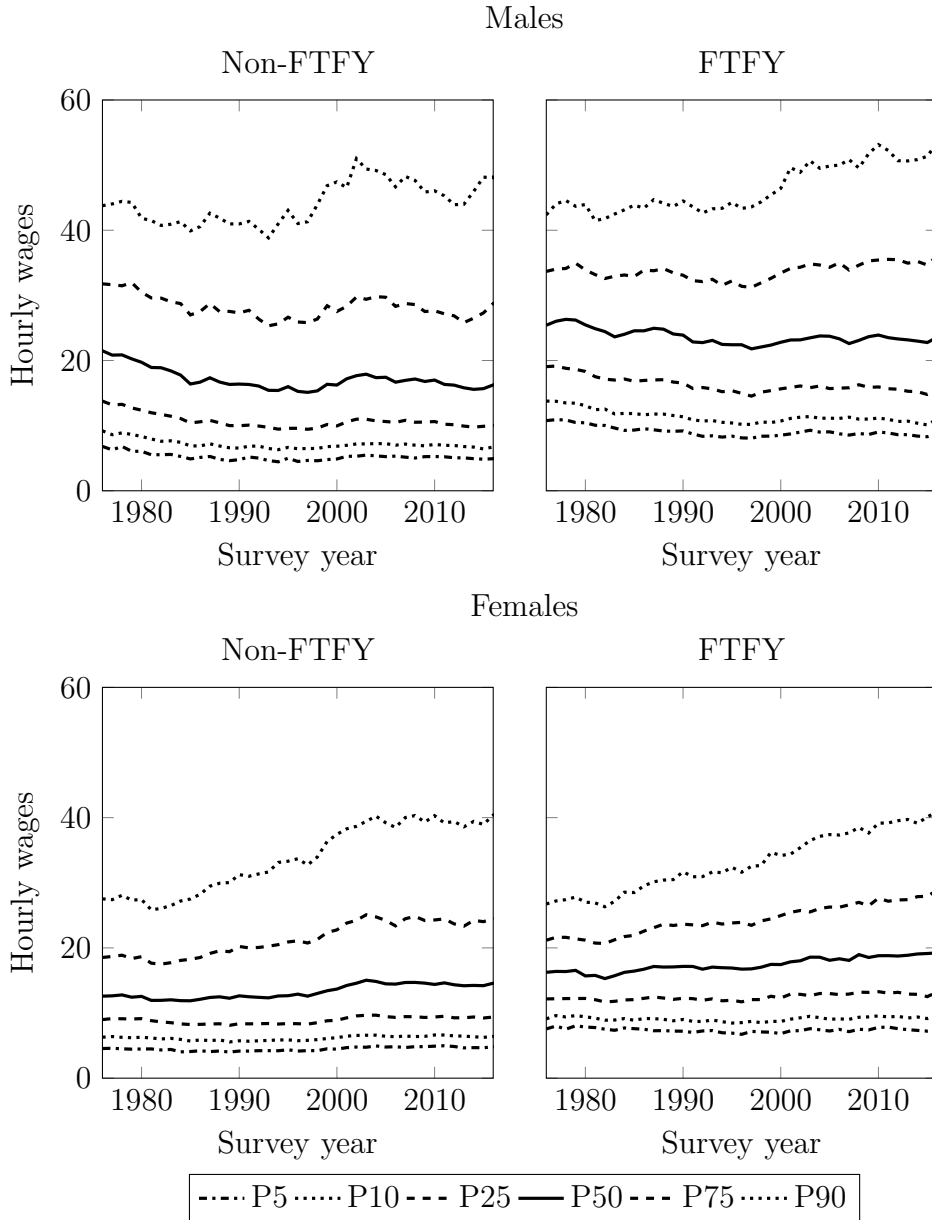 Males
Non-FTFY
FTFY
60
40
20
0
Hourly wages
1980 1990 2000 2010
1980 1990 2000 2010
Survey year
Survey year
Females
Non-FTFY
FTFY
60
40
20
0
Hourly wages
1980 1990 2000 2010
1980 1990 2000 2010
Survey year
Survey year
P5 P10 P25 P50 P75 P90